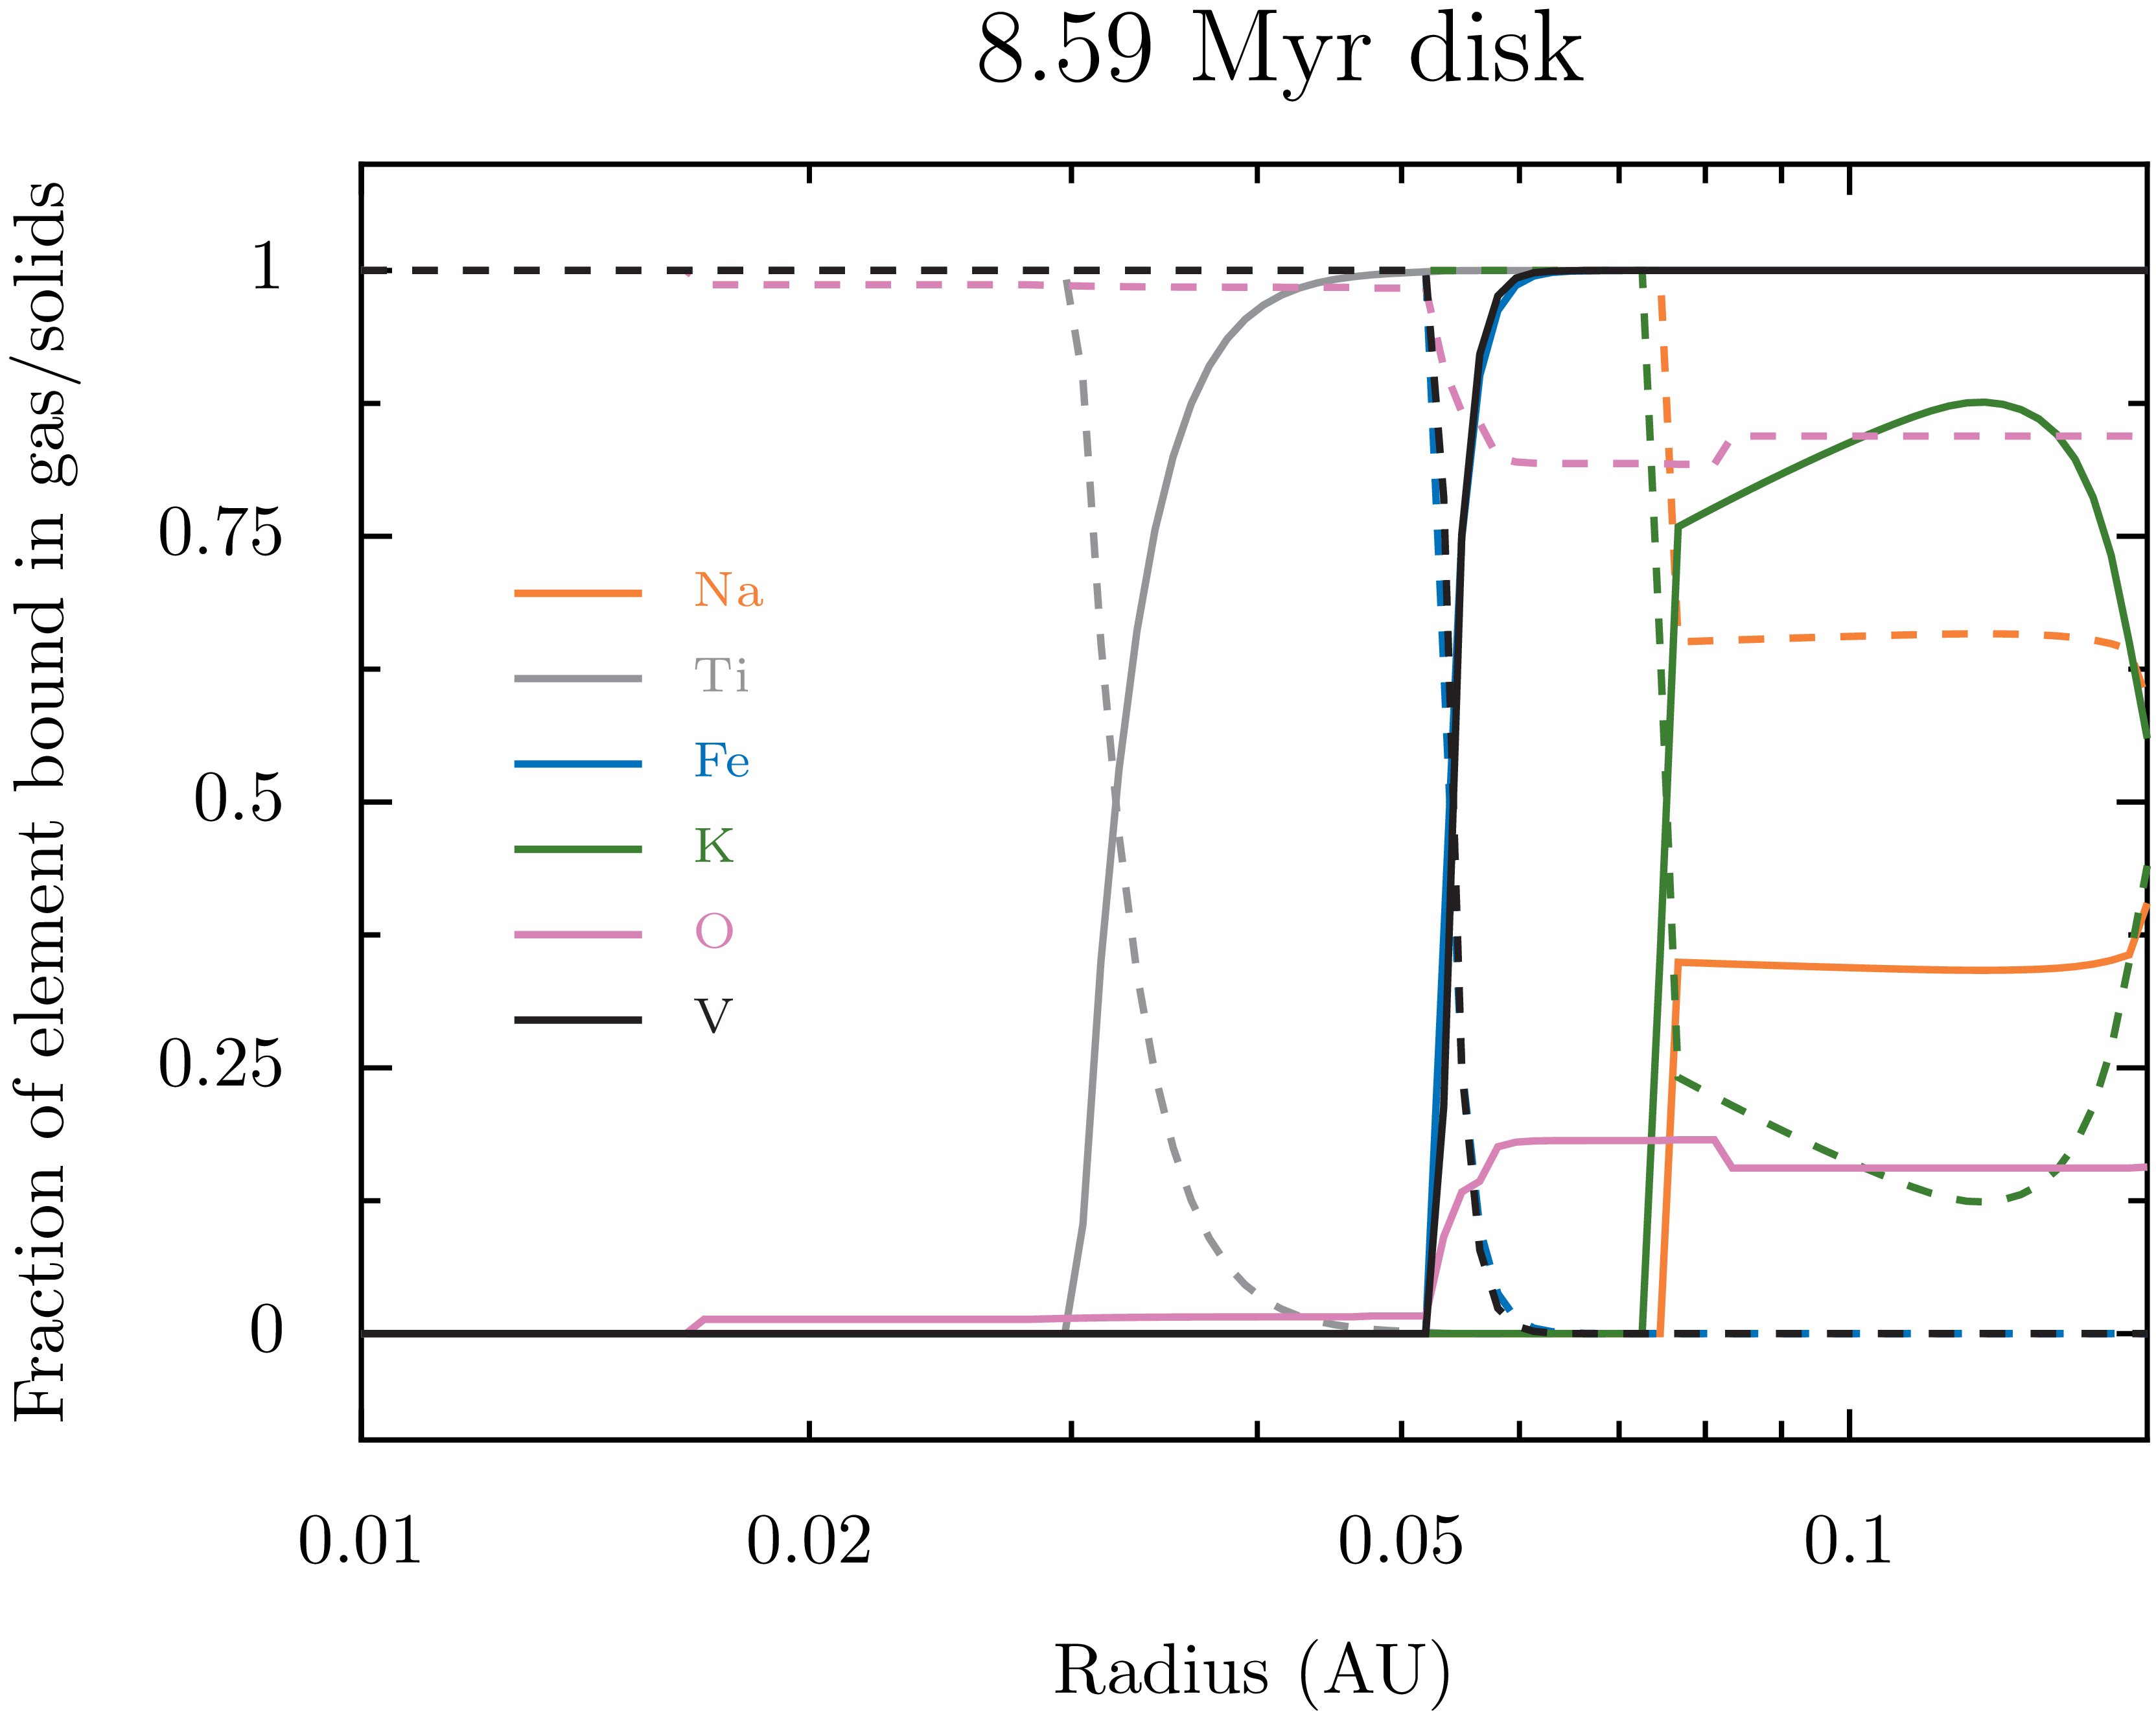 8.59 Myr disk
Fraction of element bound in gas/solids
1
0.75
0.5
0.25
0
Na
Ti
Fe
K
O
V
0.01 0.02 0.05 0.1
Radius (AU)